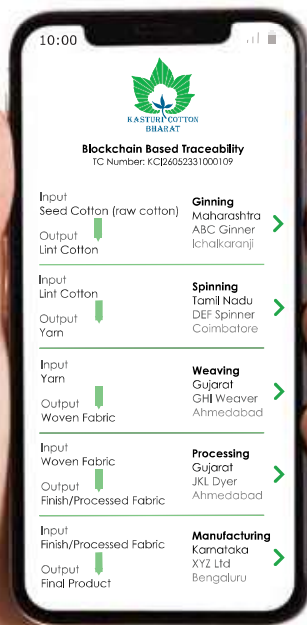 10:00
KASTURI COTTON
BHARAT
Blockchain Based Traceability
TC Number: KC|26052331000109
Input
Seed Cotton (raw cotton)
Output
Lint Cotton
Ginning
Maharashtra
ABC Ginner
Ichalkaranji
Input
Lint Cotton
Output
Yarn
Spinning
Tamil Nadu
DEF Spinner
Coimbatore
Input
Yarn
Output
Woven Fabric
Weaving
Gujarat
GHI Weaver
Ahmedabad
Input
Woven Fabric
Output
Finish/Processed Fabric
Processing
Gujarat
JKL Dyer
Ahmedabad
Input
Finish/Processed Fabric
Output
Final Product
Manufacturing
Karnataka
XYZ Ltd
Bengaluru